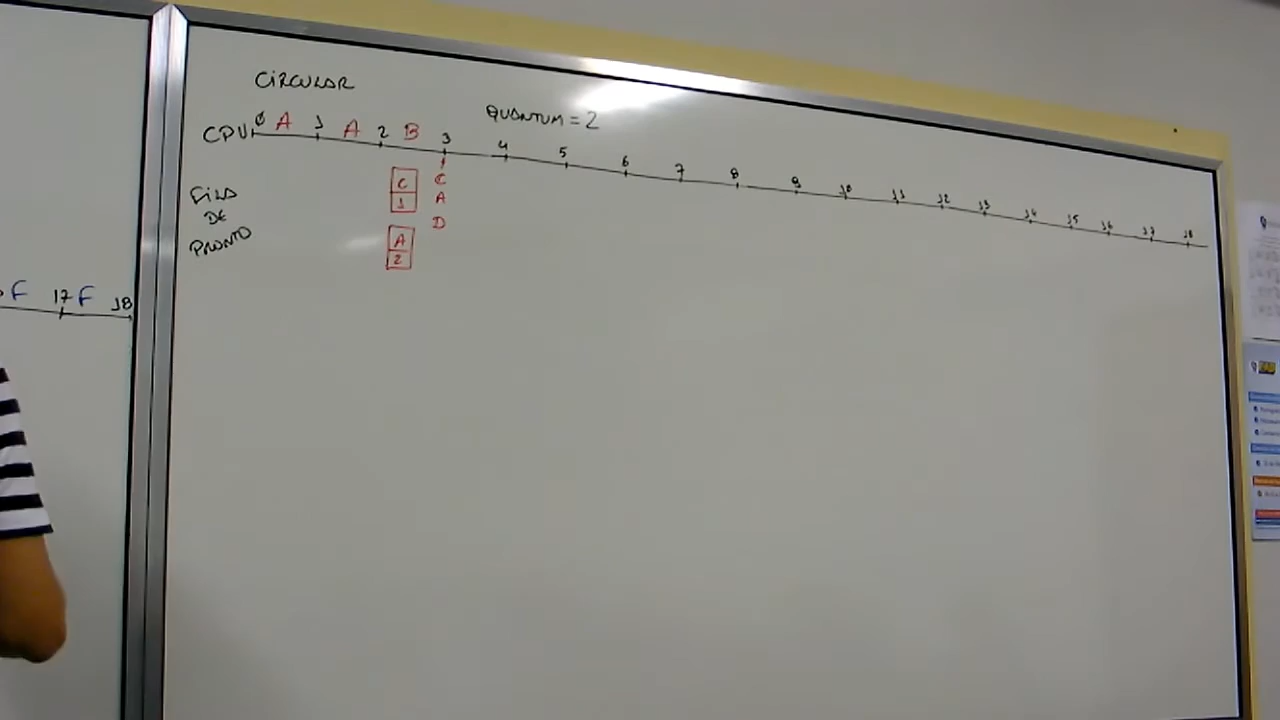 CIRCULAR
QUANTUM = 2
CPU 0 A 1 A 2 B 3 4 5 6 7 8 9 10 11 12 13 14 15 16 17 18
FILA
DE
PRONTO
C
1
A
2
C
A
D
F 17 F 18